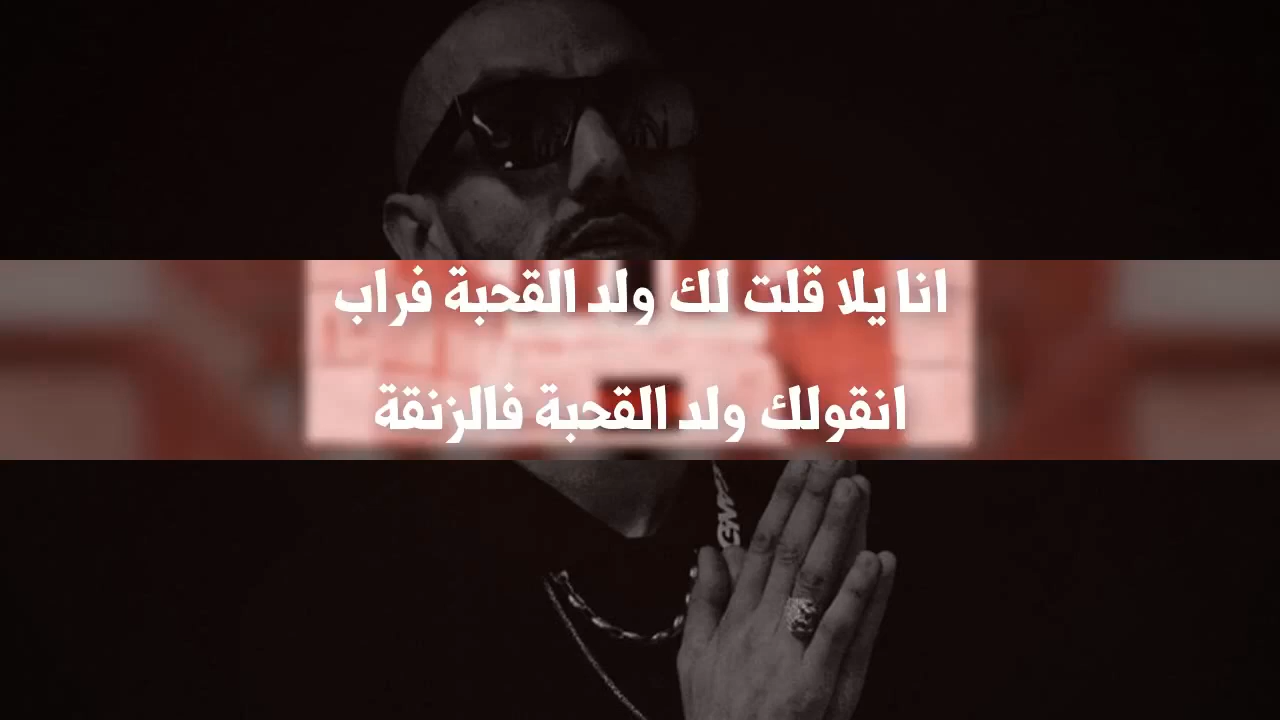 انا يلا قلت لك ولد القحبة فراب
انقولك ولد القحبة فالزنقة